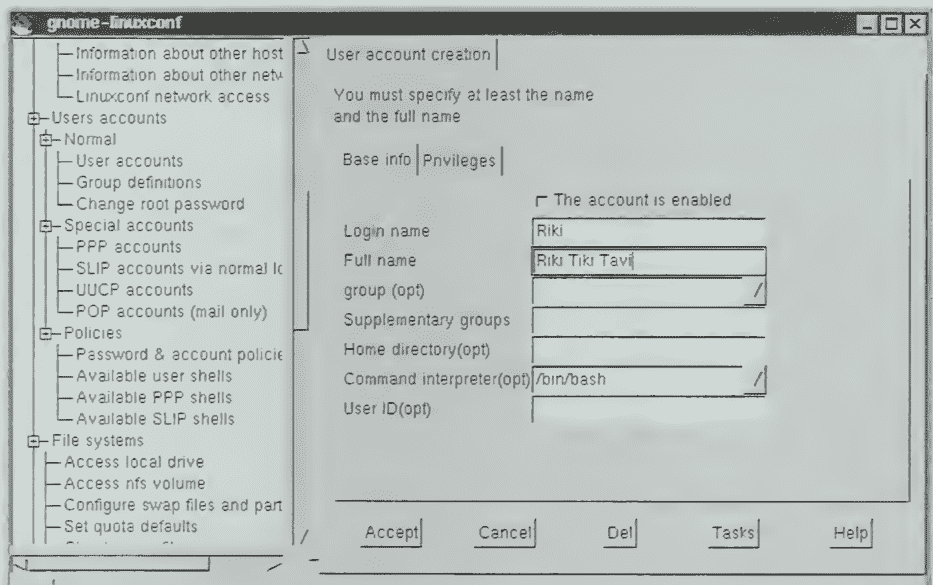 gnome-linuxconf
Information about other host
Information about other netw
Linuxconf network access
Users accounts
Normal
User accounts
Group definitions
Change root password
Special accounts
PPP accounts
SLIP accounts via normal lo
UUCP accounts
POP accounts (mail only)
Policies
Password & account policie
Available user shells
Available PPP shells
Available SLIP shells
File systems
Access local drive
Access nfs volume
Configure swap files and part
Set quota defaults
User account creation
You must specify at least the name
and the full name
Base info Privileges
The account is enabled
Login name Riki
Full name Riki Tiki Tavi
group (opt)
Supplementary groups
Home directory(opt)
Command interpreter(opt) /bin/bash
User ID(opt)
Accept Cancel Del Tasks Help